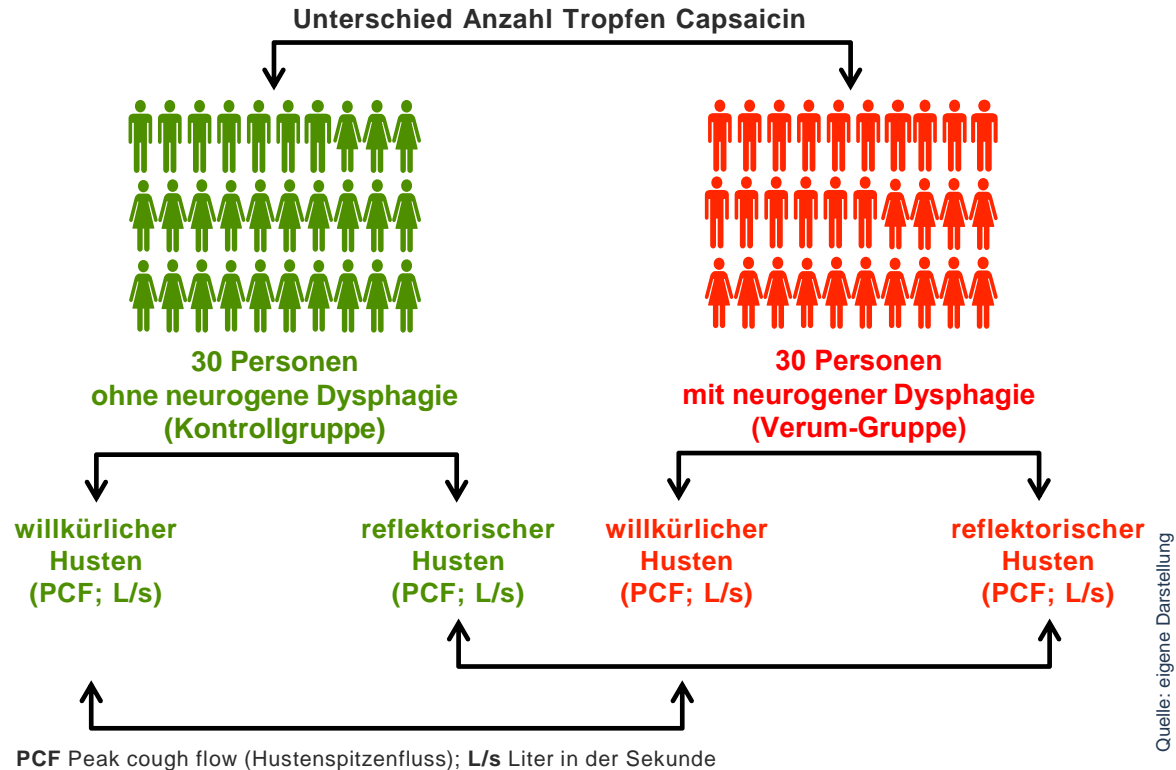 Unterschied Anzahl Tropfen Capsaicin
30 Personen
ohne neurogene Dysphagie
(Kontrollgruppe)
30 Personen
mit neurogener Dysphagie
(Verum-Gruppe)
willkürlicher
Husten
(PCF; L/s)
reflektorischer
Husten
(PCF; L/s)
willkürlicher
Husten
(PCF; L/s)
reflektorischer
Husten
(PCF; L/s)
Quelle: eigene Darstellung
PCF Peak cough flow (Hustenspitzenfluss); L/s Liter in der Sekunde